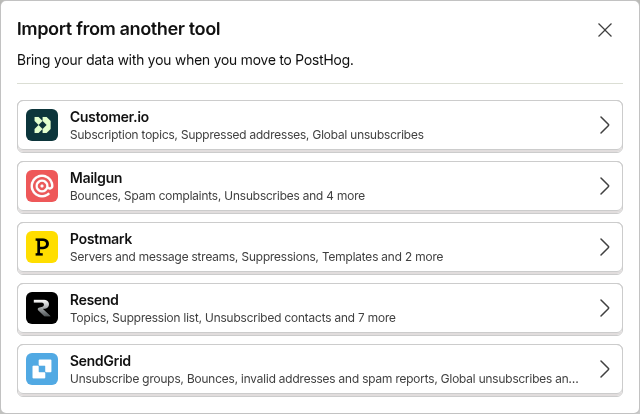 Import from another tool
Bring your data with you when you move to PostHog.
Customer.io
Subscription topics, Suppressed addresses, Global unsubscribes
Mailgun
Bounces, Spam complaints, Unsubscribes and 4 more
P
Postmark
Servers and message streams, Suppressions, Templates and 2 more
Resend
Topics, Suppression list, Unsubscribed contacts and 7 more
SendGrid
Unsubscribe groups, Bounces, invalid addresses and spam reports, Global unsubscribes an...